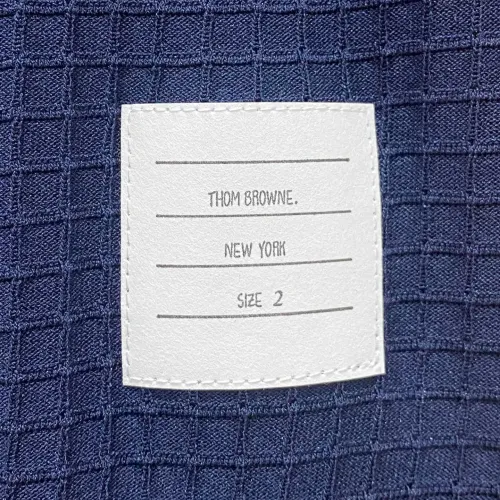 THOM BROWNE.
NEW YORK
SIZE 2